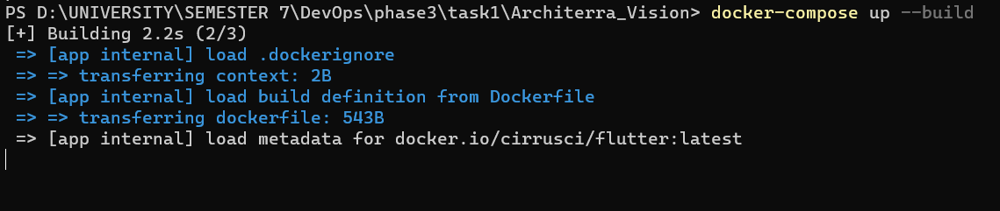 PS D:\UNIVERSITY\SEMESTER 7\DevOps\phase3\task1\Architerra_Vision> docker-compose up --build
[+] Building 2.2s (2/3)
=> [app internal] load .dockerignore
=> => transferring context: 2B
=> [app internal] load build definition from Dockerfile
=> => transferring dockerfile: 543B
=> [app internal] load metadata for docker.io/cirrusci/flutter:latest